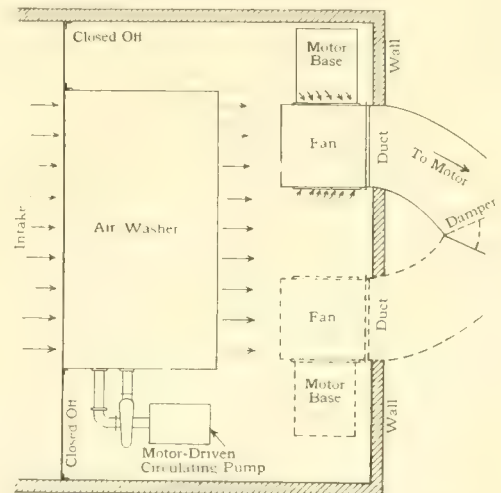 Closed Off
Motor
Base
Wall
Fan
Duct
To Motor
Damper
Intake
Air Washer
Fan
Duct
Motor
Base
Wall
Closed Off
Motor-Driven
Circulating Pump